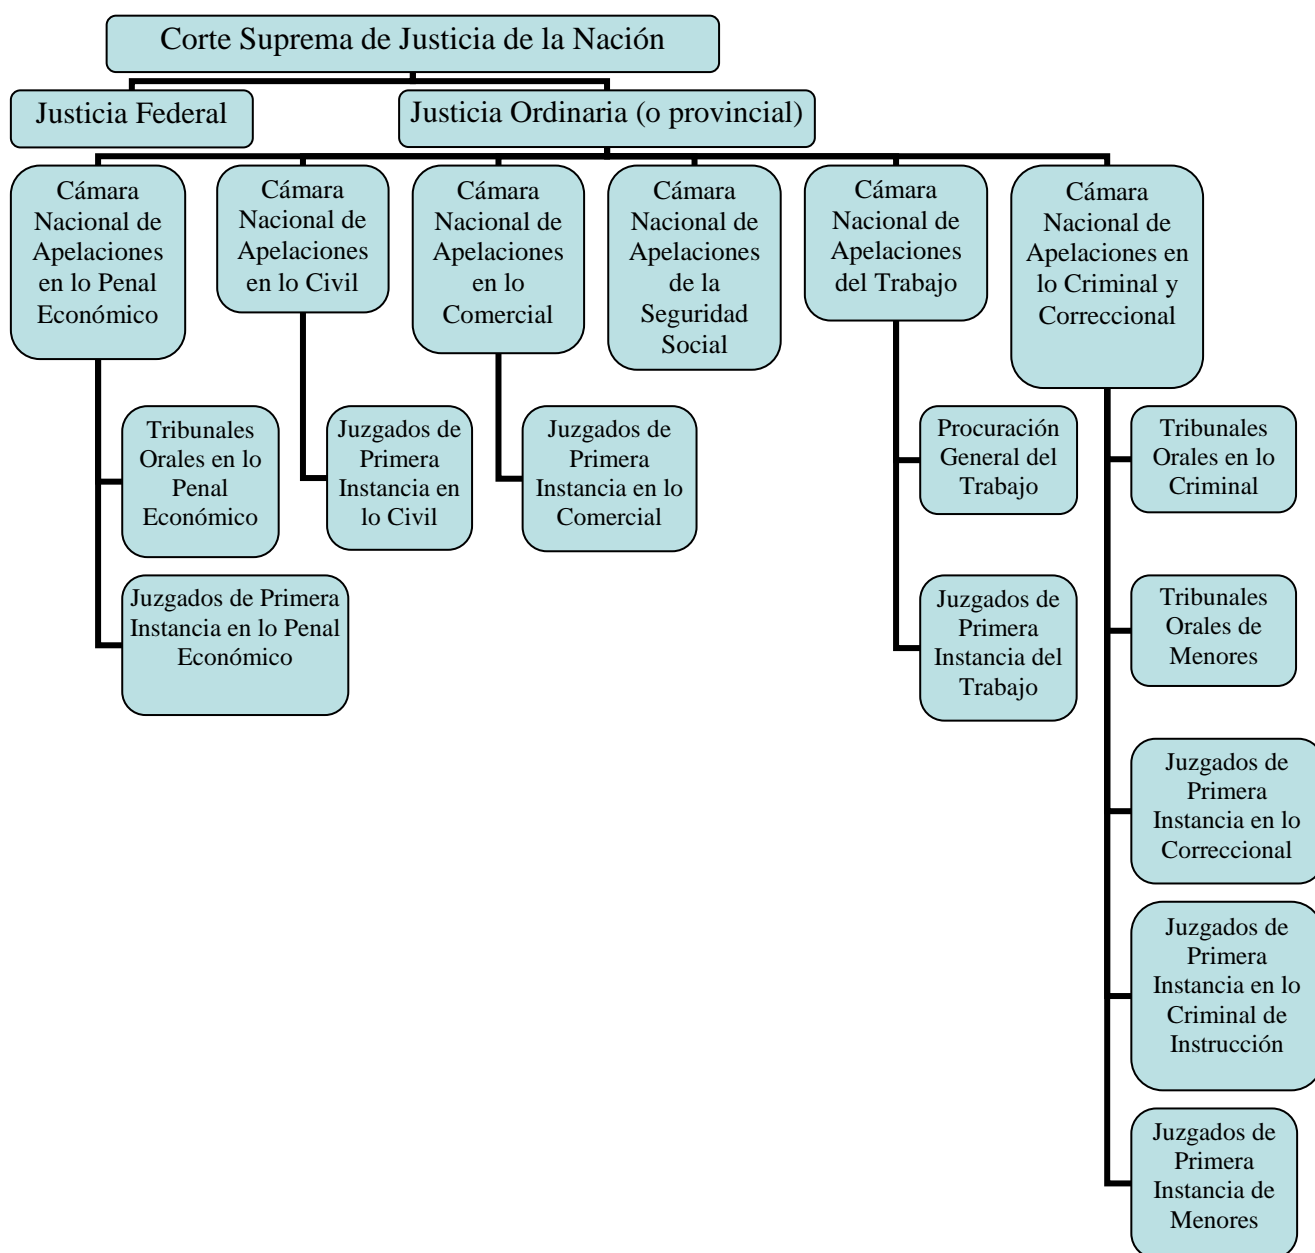 Corte Suprema de Justicia de la Nación
Justicia Federal
Justicia Ordinaria (o provincial)
Cámara
Nacional de
Apelaciones
en lo Penal
Económico
Cámara
Nacional de
Apelaciones
en lo Civil
Cámara
Nacional de
Apelaciones
en lo
Comercial
Cámara
Nacional de
Apelaciones
de la
Seguridad
Social
Cámara
Nacional de
Apelaciones
del Trabajo
Cámara
Nacional de
Apelaciones en
lo Criminal y
Correccional
Tribunales
Orales en lo
Penal
Económico
Juzgados de
Primera
Instancia en
lo Civil
Juzgados de
Primera
Instancia en lo
Comercial
Procuración
General del
Trabajo
Tribunales
Orales en lo
Criminal
Juzgados de Primera
Instancia en lo Penal
Económico
Juzgados de
Primera
Instancia del
Trabajo
Tribunales
Orales de
Menores
Juzgados de
Primera
Instancia en lo
Correccional
Juzgados de
Primera
Instancia en lo
Criminal de
Instrucción
Juzgados de
Primera
Instancia de
Menores